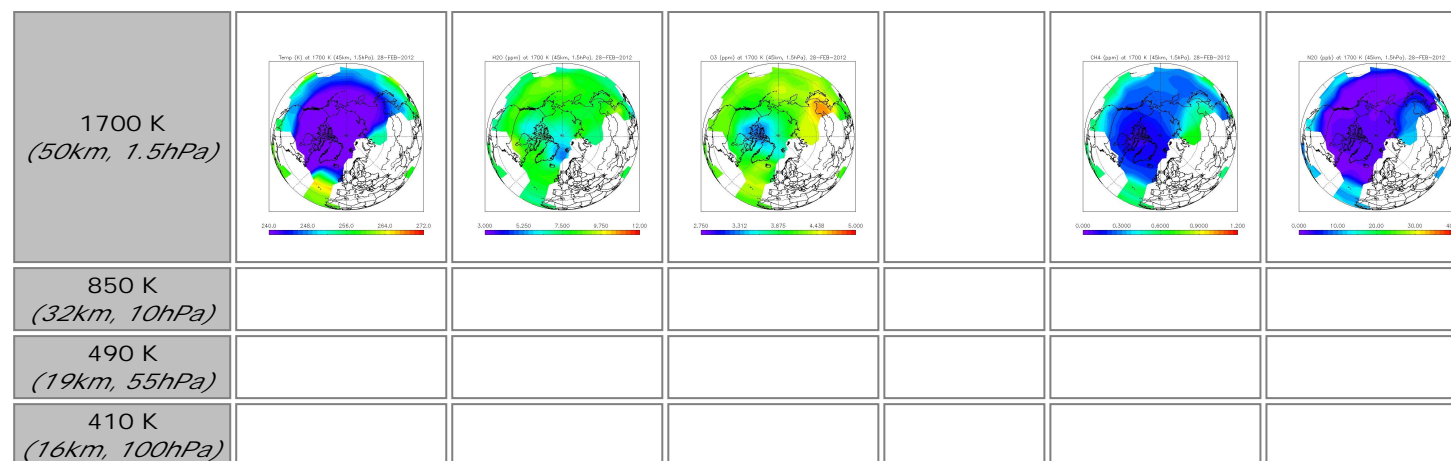 1700 K
(50km, 1.5hPa)
Temp (K) at 1700 K (45km, 1.5hPa), 28-FEB-2012
240.0 248.0 256.0 264.0 272.0
H2O (ppm) at 1700 K (45km, 1.5hPa), 28-FEB-2012
3.000 5.250 7.500 9.750 12.00
O3 (ppm) at 1700 K (45km, 1.5hPa), 28-FEB-2012
2.750 3.312 3.875 4.438 5.000
CH4 (ppm) at 1700 K (45km, 1.5hPa), 28-FEB-2012
0.000 0.3000 0.6000 0.9000 1.200
N2O (ppb) at 1700 K (45km, 1.5hPa), 28-FEB-2012
0.000 10.00 20.00 30.00
850 K
(32km, 10hPa)
490 K
(19km, 55hPa)
410 K
(16km, 100hPa)